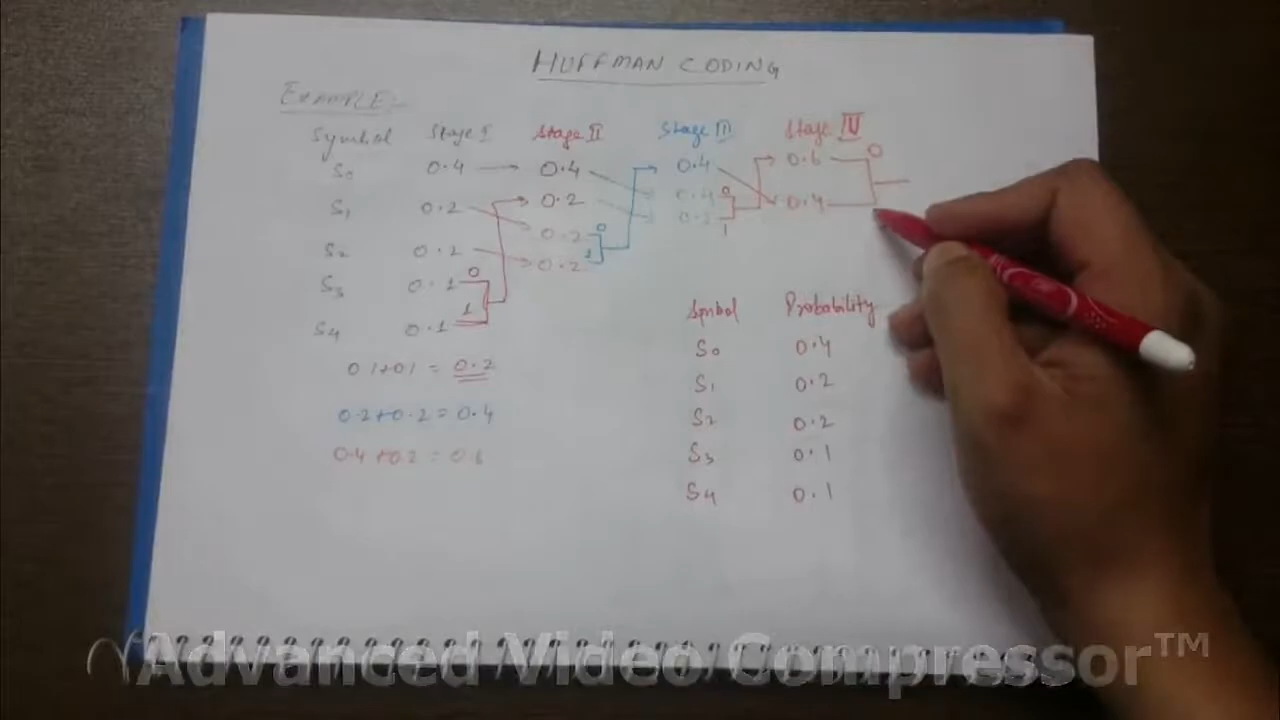 HUFFMAN CODING
EXAMPLE:-
Symbol Stage I Stage II Stage III Stage IV
S0 0.4 0.4 0.4 0.6 0
S1 0.2 0.2 0.4 0 0.4
0.2 0 0.2 1
S2 0.2 0.2 1
S3 0.1 0
S4 0.1 1
0.1+0.1 = 0.2
0.2+0.2 = 0.4
0.4+0.2 = 0.6
Symbol Probability
S0 0.4
S1 0.2
S2 0.2
S3 0.1
S4 0.1
Advanced Video Compressor™